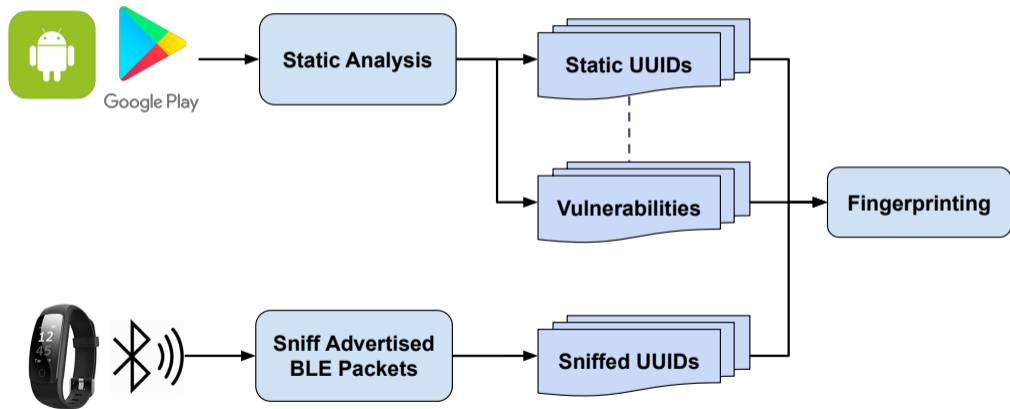 Google Play
Static Analysis
Static UUIDs
Vulnerabilities
Fingerprinting
12
45
Sniff Advertised
BLE Packets
Sniffed UUIDs